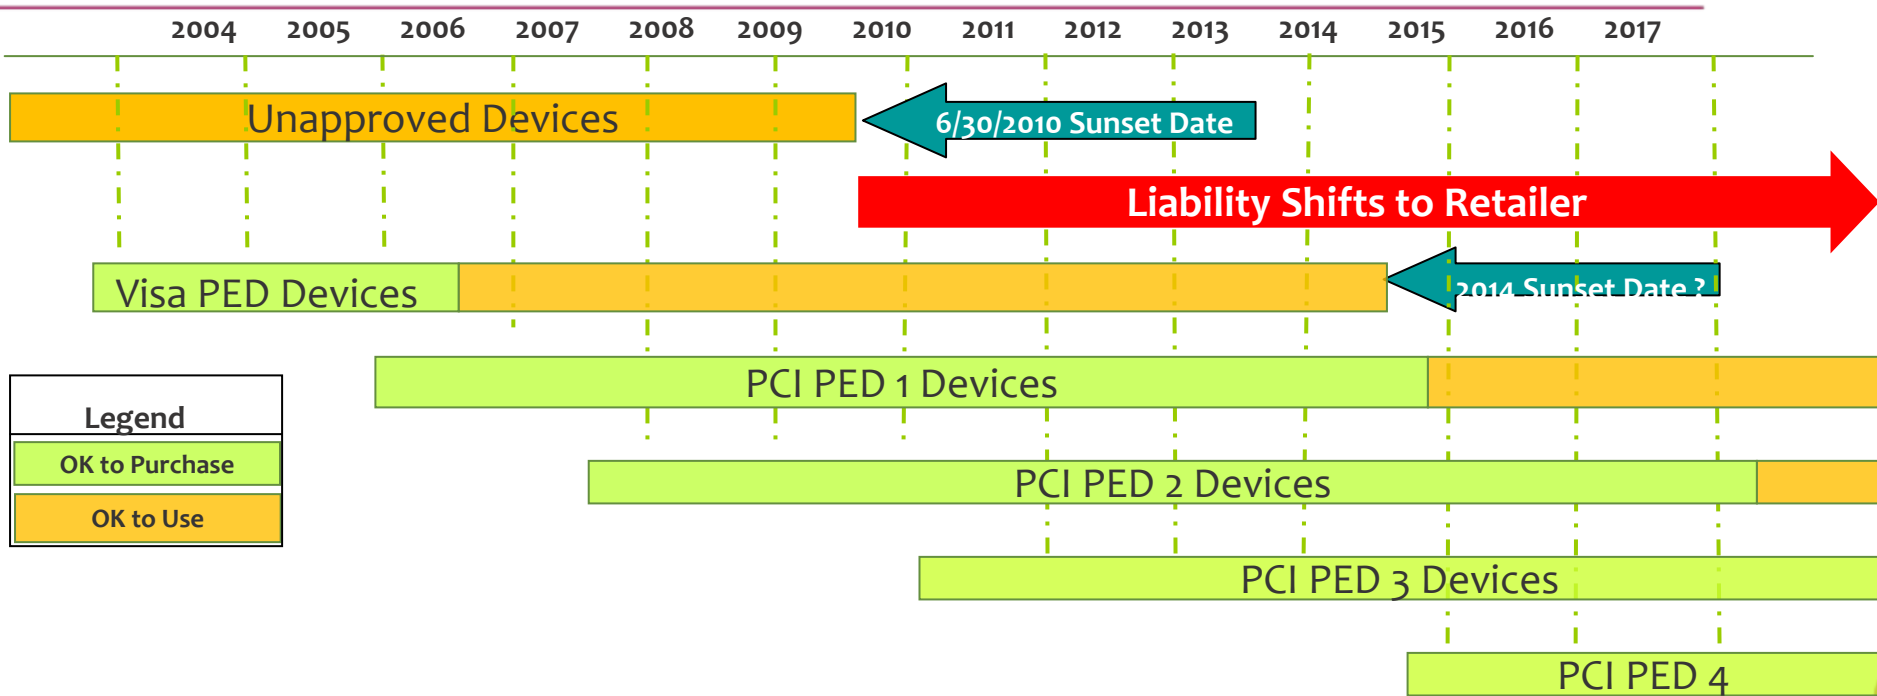 2004 2005 2006 2007 2008 2009 2010 2011 2012 2013 2014 2015 2016 2017
Unapproved Devices
6/30/2010 Sunset Date
Liability Shifts to Retailer
Visa PED Devices
2014 Sunset Date ?
PCI PED 1 Devices
Legend
OK to Purchase
OK to Use
PCI PED 2 Devices
PCI PED 3 Devices
PCI PED 4